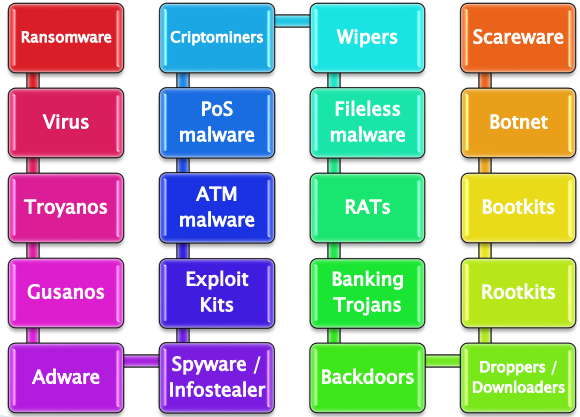 Ransomware
Criptominers
Wipers
Scareware
Virus
PoS
malware
Fileless
malware
Botnet
Troyanos
ATM
malware
RATs
Bootkits
Gusanos
Exploit
Kits
Banking
Trojans
Rootkits
Adware
Spyware /
Infostealer
Backdoors
Droppers /
Downloaders